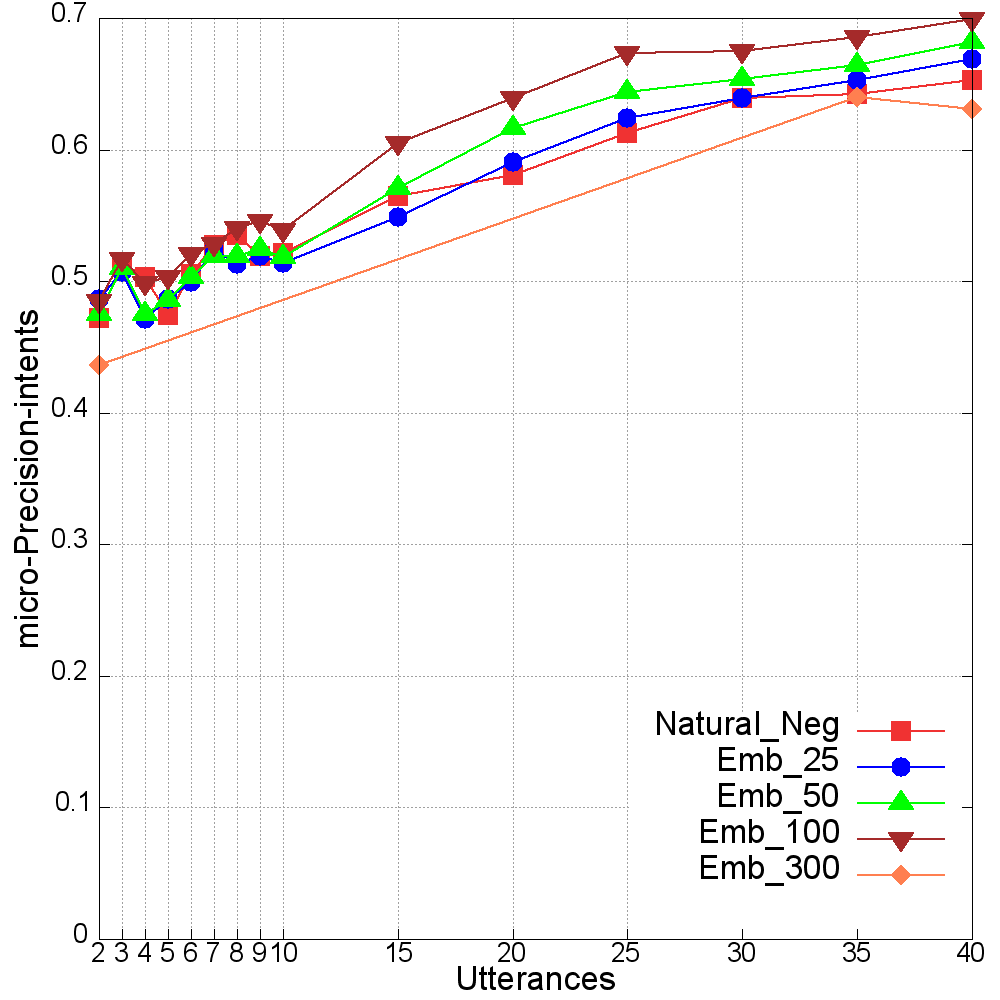 0.7
0.6
0.5
0.4
0.3
0.2
0.1
0
micro-Precision-intents
Natural_Neg
Emb_25
Emb_50
Emb_100
Emb_300
2 3 4 5 6 7 8 9 10 15 20 25 30 35 40
Utterances